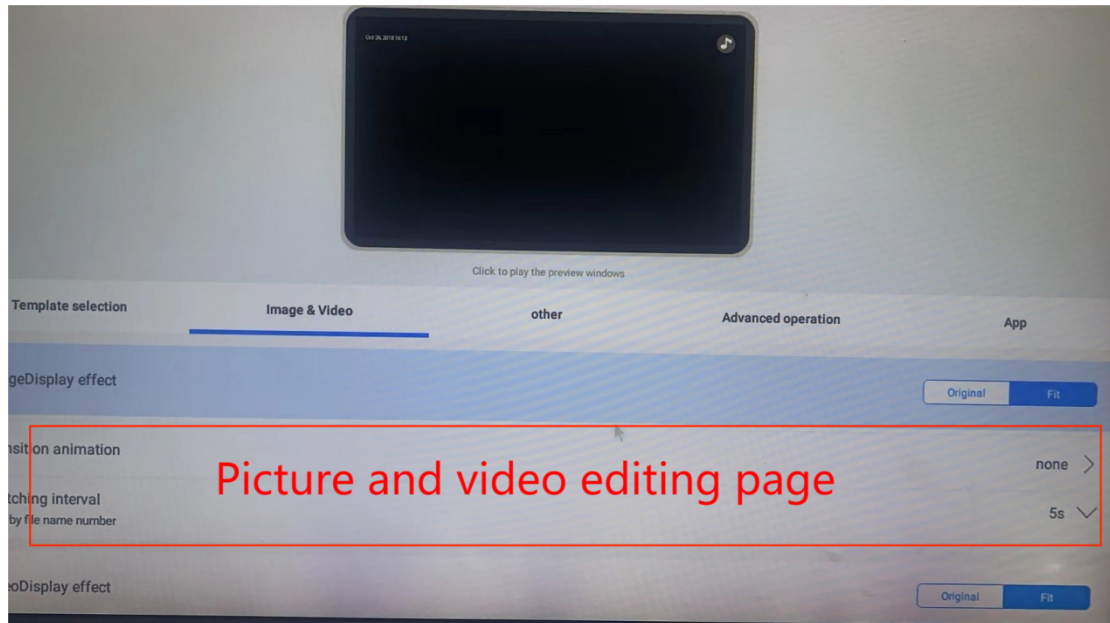 Click to play the preview windows
Template selection
Image & Video
other
Advanced operation
App
geDisplay effect
Original
Fit
nsition animation
none
Picture and video editing page
tching interval
5s
by file name number
eoDisplay effect
Original
Fit